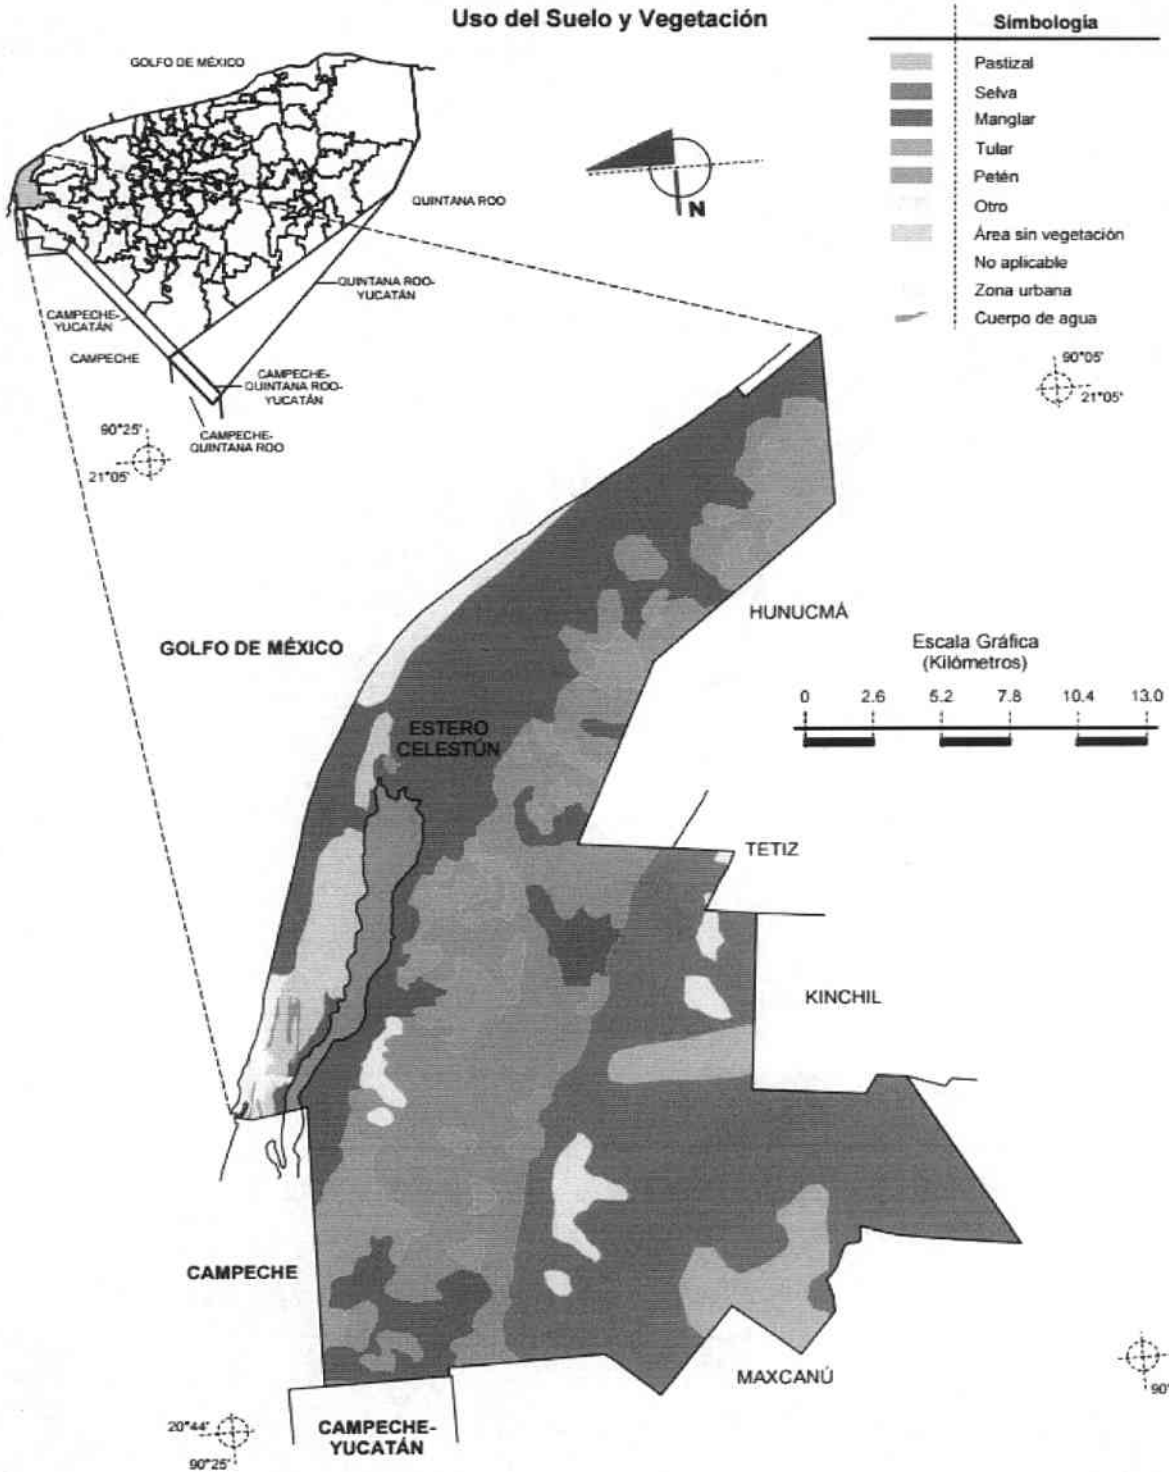 Uso del Suelo y Vegetación
Simbología
Pastizal
Selva
Manglar
Tular
Petén
Otro
Área sin vegetación
No aplicable
Zona urbana
Cuerpo de agua
GOLFO DE MÉXICO
QUINTANA ROO
QUINTANA ROO-
YUCATÁN
CAMPECHE-
YUCATÁN
CAMPECHE
CAMPECHE-
QUINTANA ROO-
YUCATÁN
CAMPECHE-
QUINTANA ROO
N
90°25'
21°05'
90°05'
21°05'
HUNUCMÁ
GOLFO DE MÉXICO
Escala Gráfica
(Kilómetros)
0 2.6 5.2 7.8 10.4 13.0
ESTERO
CELESTÚN
TETIZ
KINCHIL
CAMPECHE
MAXCANÚ
90°
20°44'
90°25'
CAMPECHE-
YUCATÁN